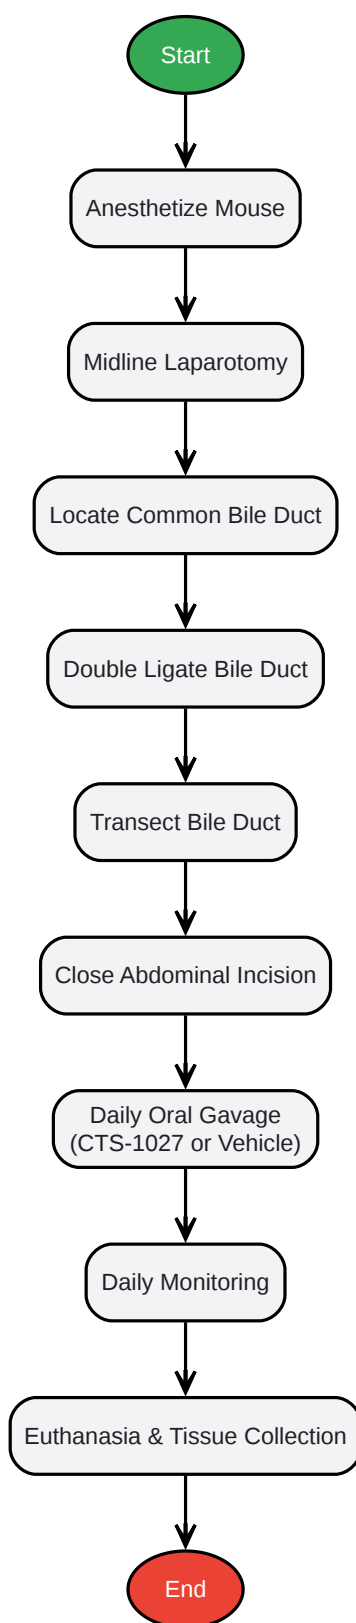 Start
Anesthetize Mouse
Midline Laparotomy
Locate Common Bile Duct
Double Ligate Bile Duct
Transect Bile Duct
Close Abdominal Incision
Daily Oral Gavage
(CTS-1027 or Vehicle)
Daily Monitoring
Euthanasia & Tissue Collection
End